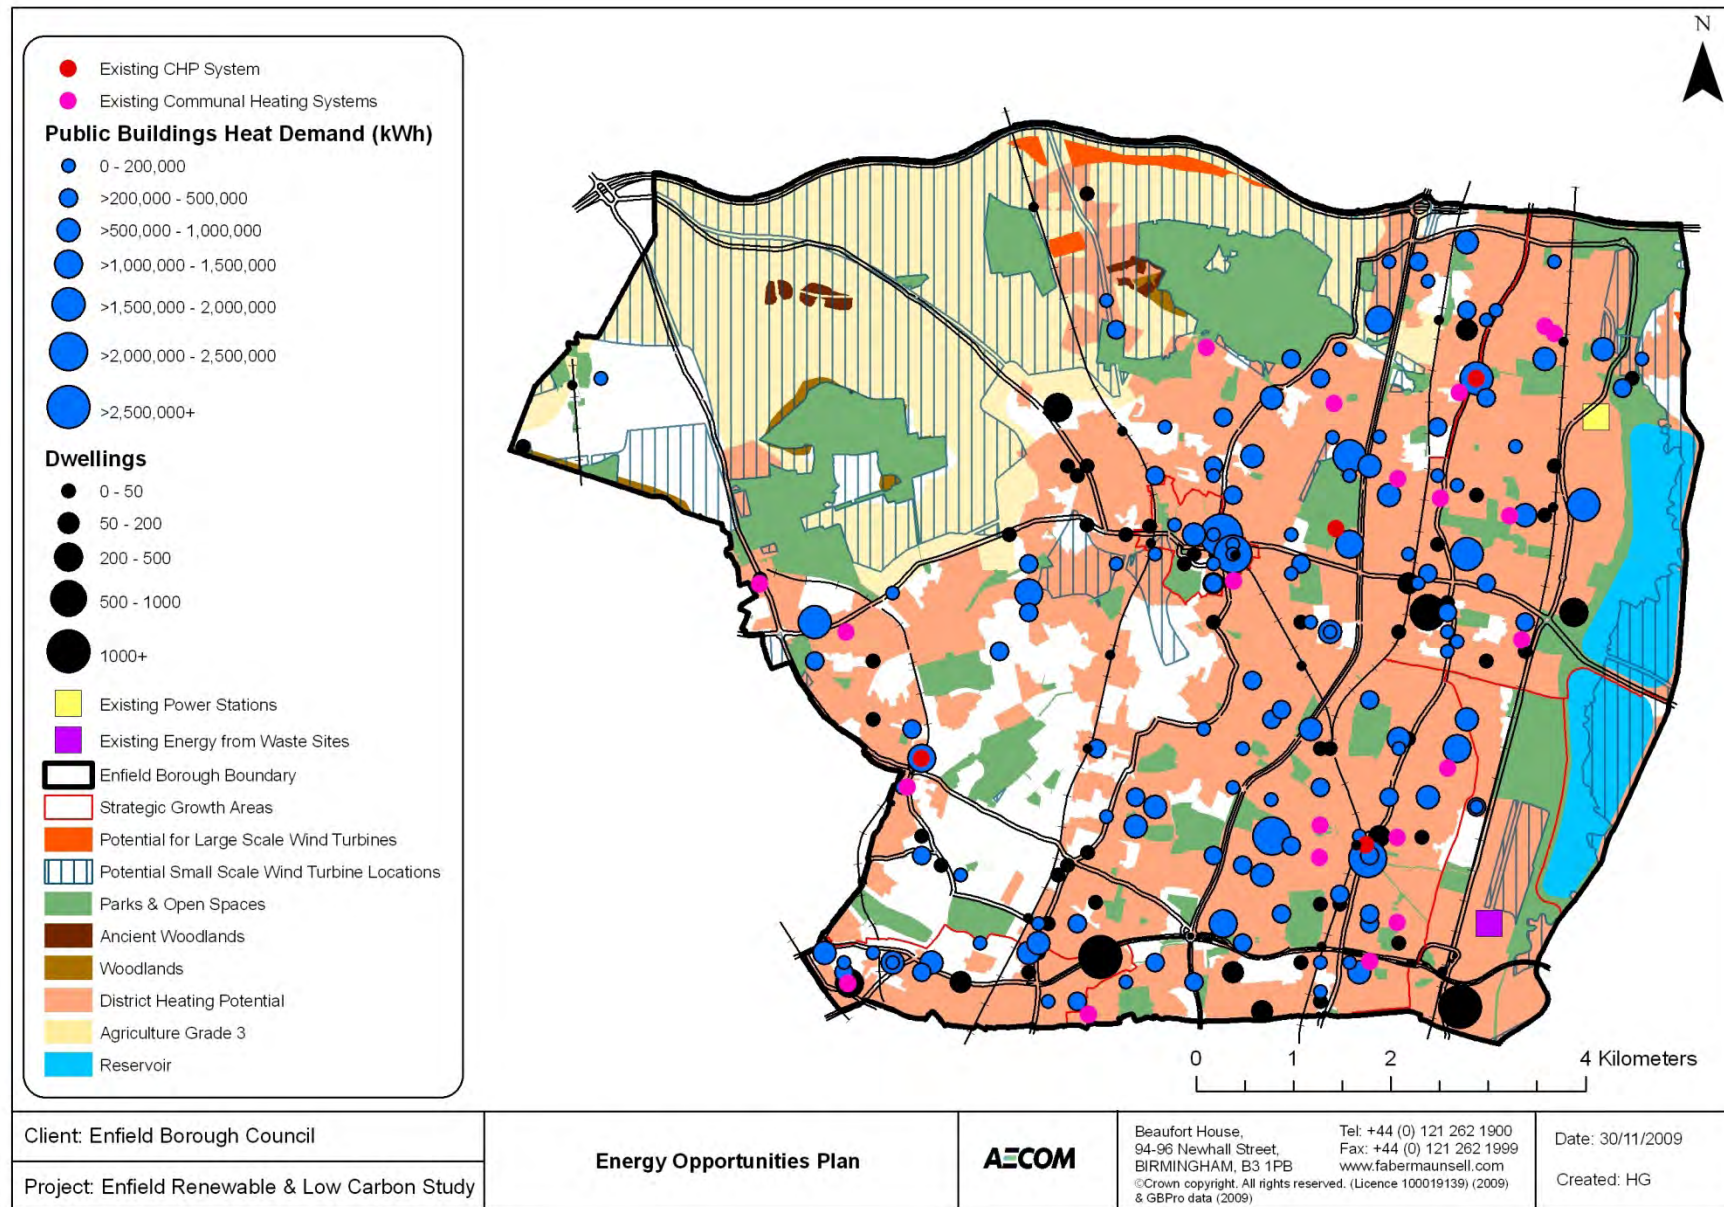 N
Existing CHP System
Existing Communal Heating Systems
Public Buildings Heat Demand (kWh)
0 - 200,000
>200,000 - 500,000
>500,000 - 1,000,000
>1,000,000 - 1,500,000
>1,500,000 - 2,000,000
>2,000,000 - 2,500,000
>2,500,000+
Dwellings
0 - 50
50 - 200
200 - 500
500 - 1000
1000+
Existing Power Stations
Existing Energy from Waste Sites
Enfield Borough Boundary
Strategic Growth Areas
Potential for Large Scale Wind Turbines
Potential Small Scale Wind Turbine Locations
Parks & Open Spaces
Ancient Woodlands
Woodlands
District Heating Potential
Agriculture Grade 3
Reservoir
0 1 2 4 Kilometers
Client: Enfield Borough Council
Project: Enfield Renewable & Low Carbon Study
Energy Opportunities Plan
AECOM
Beaufort House,
94-96 Newhall Street,
BIRMINGHAM, B3 1PB
Tel: +44 (0) 121 262 1900
Fax: +44 (0) 121 262 1999
www.fabermaunsell.com
©Crown copyright. All rights reserved. (Licence 100019139) (2009)
& GBPro data (2009)
Date: 30/11/2009
Created: HG